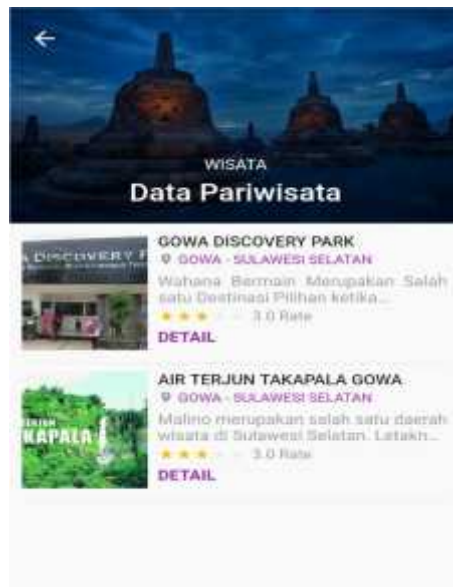 WISATA
Data Pariwisata
A DISCOVERY P
GOWA DISCOVERY PARK
GOWA - SULAWESI SELATAN
Wahana Bermain Merupakan Salah
satu Destinasi Pilihan ketika...
3.0 Rate
DETAIL
KAPALA
AIR TERJUN TAKAPALA GOWA
GOWA - SULAWESI SELATAN
Malino merupakan salah satu daerah
wisata di Sulawesi Selatan. Letakn...
3.0 Rate
DETAIL